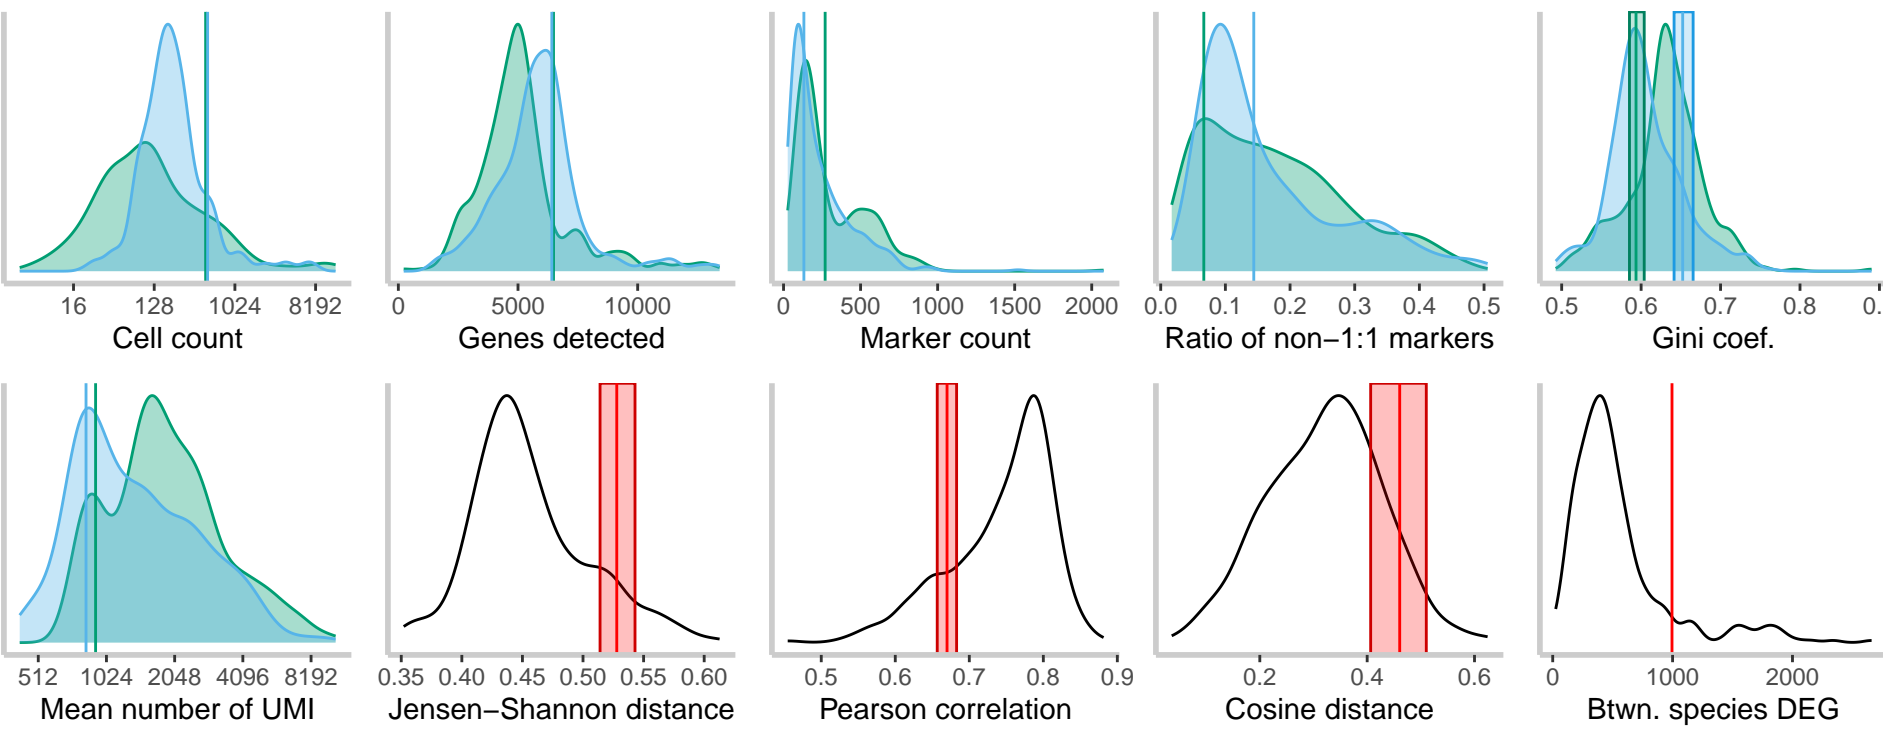 16 128 1024 8192
Cell count
0 5000 10000
Genes detected
0 500 1000 1500 2000
Marker count
0.0 0.1 0.2 0.3 0.4 0.5
Ratio of non−1:1 markers
0.5 0.6 0.7 0.8 0.
Gini coef.
512 1024 2048 4096 8192
Mean number of UMI
0.35 0.40 0.45 0.50 0.55 0.60
Jensen−Shannon distance
0.5 0.6 0.7 0.8 0.9
Pearson correlation
0.2 0.4 0.6
Cosine distance
0 1000 2000
Btwn. species DEG